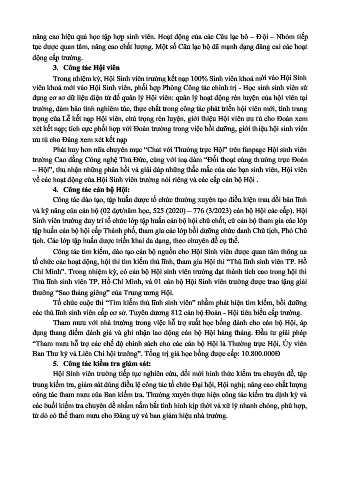 nâng cao hiệu quả học tập hợp sinh viên. Hoạt động của các Câu lạc bộ – Đội – Nhóm tiếp
tục được quan tâm, nâng cao chất lượng. Một số Câu lạc bộ đã mạnh dạng đăng cai các hoạt
động cấp trường.
3. Công tác Hội viên
Trong nhiệm kỳ, Hội Sinh viên trường kết nạp 100% Sinh viên khoá mới vào Hội Sinh
viên khoá mới vào Hội Sinh viên, phối hợp Phòng Công tác chính trị - Học sinh sinh viên sử
dụng cơ sở dữ liệu điện tử để quản lý Hội viên; quản lý hoạt động rèn luyện của hội viên tại
trường, đảm bảo tính nghiêm túc, thực chất trong công tác phát triển hội viên mới, tính trang
trọng của Lễ kết nạp Hội viên, chú trọng rèn luyện, giới thiệu Hội viên ưu tú cho Đoàn xem
xét kết nạp; tích cực phối hợp với Đoàn trường trong việc bồi dưỡng, giới thiệu hội sinh viên
ưu tú cho Đảng xem xét kết nạp
Phát huy hơn nữa chuyên mục “Chat với Thường trực Hội” trên fanpage Hội sinh viên
trường Cao đẳng Công nghệ Thủ Đức, cùng với toạ đàm “Đối thoại cùng thường trực Đoàn
– Hội”, thu nhận những phản hồi và giải đáp những thắc mắc của các bạn sinh viên, Hội viên
về các hoạt động của Hội Sinh viên trường nói riêng và các cấp cán bộ Hội .
4. Công tác cán bộ Hội:
Công tác đào tạo, tập huấn được tổ chức thường xuyên tạo điều kiện trau dồi bản lĩnh
và kỹ năng của cán bộ (02 đợt/năm học, 525 (2020) – 776 (3/2023) cán bộ Hội các cấp). Hội
Sinh viên trường duy trì tổ chức lớp tập huấn cán bộ hội chủ chốt, cử cán bộ tham gia các lớp
tập huấn cán bộ hội cấp Thành phố, tham gia các lớp bồi dưỡng chức danh Chủ tịch, Phó Chủ
tịch. Các lớp tập huấn được triển khai đa dạng, theo chuyên đề cụ thể.
Công tác tìm kiếm, đào tạo cán bộ nguồn cho Hội Sinh viên được quan tâm thông ua
tổ chức các hoạt động, hội thi tìm kiếm thủ lĩnh, tham gia Hội thi “Thủ lĩnh sinh viên TP. Hồ
Chí Minh”. Trong nhiệm kỳ, có cán bộ Hội sinh viên trường đạt thành tích cao trong hội thi
Thủ lĩnh sinh viên TP. Hồ Chí Minh, và 01 cán bộ Hội Sinh viên trường được trao tặng giải
thưởng “Sao tháng giêng” của Trung ương Hội.
Tổ chức cuộc thi “Tìm kiếm thủ lĩnh sinh viên” nhằm phát hiện tìm kiếm, bồi dưỡng
các thủ lĩnh sinh viên cấp cơ sở. Tuyên dương 812 cán bộ Đoàn - Hội tiêu biểu cấp trường.
Tham mưu với nhà trường trong việc hỗ trợ xuất học bổng dành cho cán bộ Hội, áp
dụng thang điểm đánh giá và ghi nhận lao động cán bộ Hội hàng tháng. Đầu tư giải pháp
“Tham mưu hỗ trợ các chế độ chính sách cho các cán bộ Hội là Thường trực Hội, Ủy viên
Ban Thư ký và Liên Chi hội trưởng”. Tổng trị giá học bổng được cấp: 10.800.000Đ
5. Công tác kiểm tra giám sát:
Hội Sinh viên trường tiếp tục nghiên cứu, đổi mới hình thức kiểm tra chuyên đề, tập
trung kiểm tra, giám sát đúng điều lệ công tác tổ chức Đại hội, Hội nghị; nâng cao chất lượng
công tác tham mưu của Ban kiểm tra. Thường xuyên thực hiện công tác kiểm tra định kỳ và
các buổi kiểm tra chuyên đề nhằm nắm bắt tình hình kịp thời và xử lý nhanh chóng, phù hợp,
từ đó có thể tham mưu cho Đảng uỷ và ban giám hiệu nhà trường.